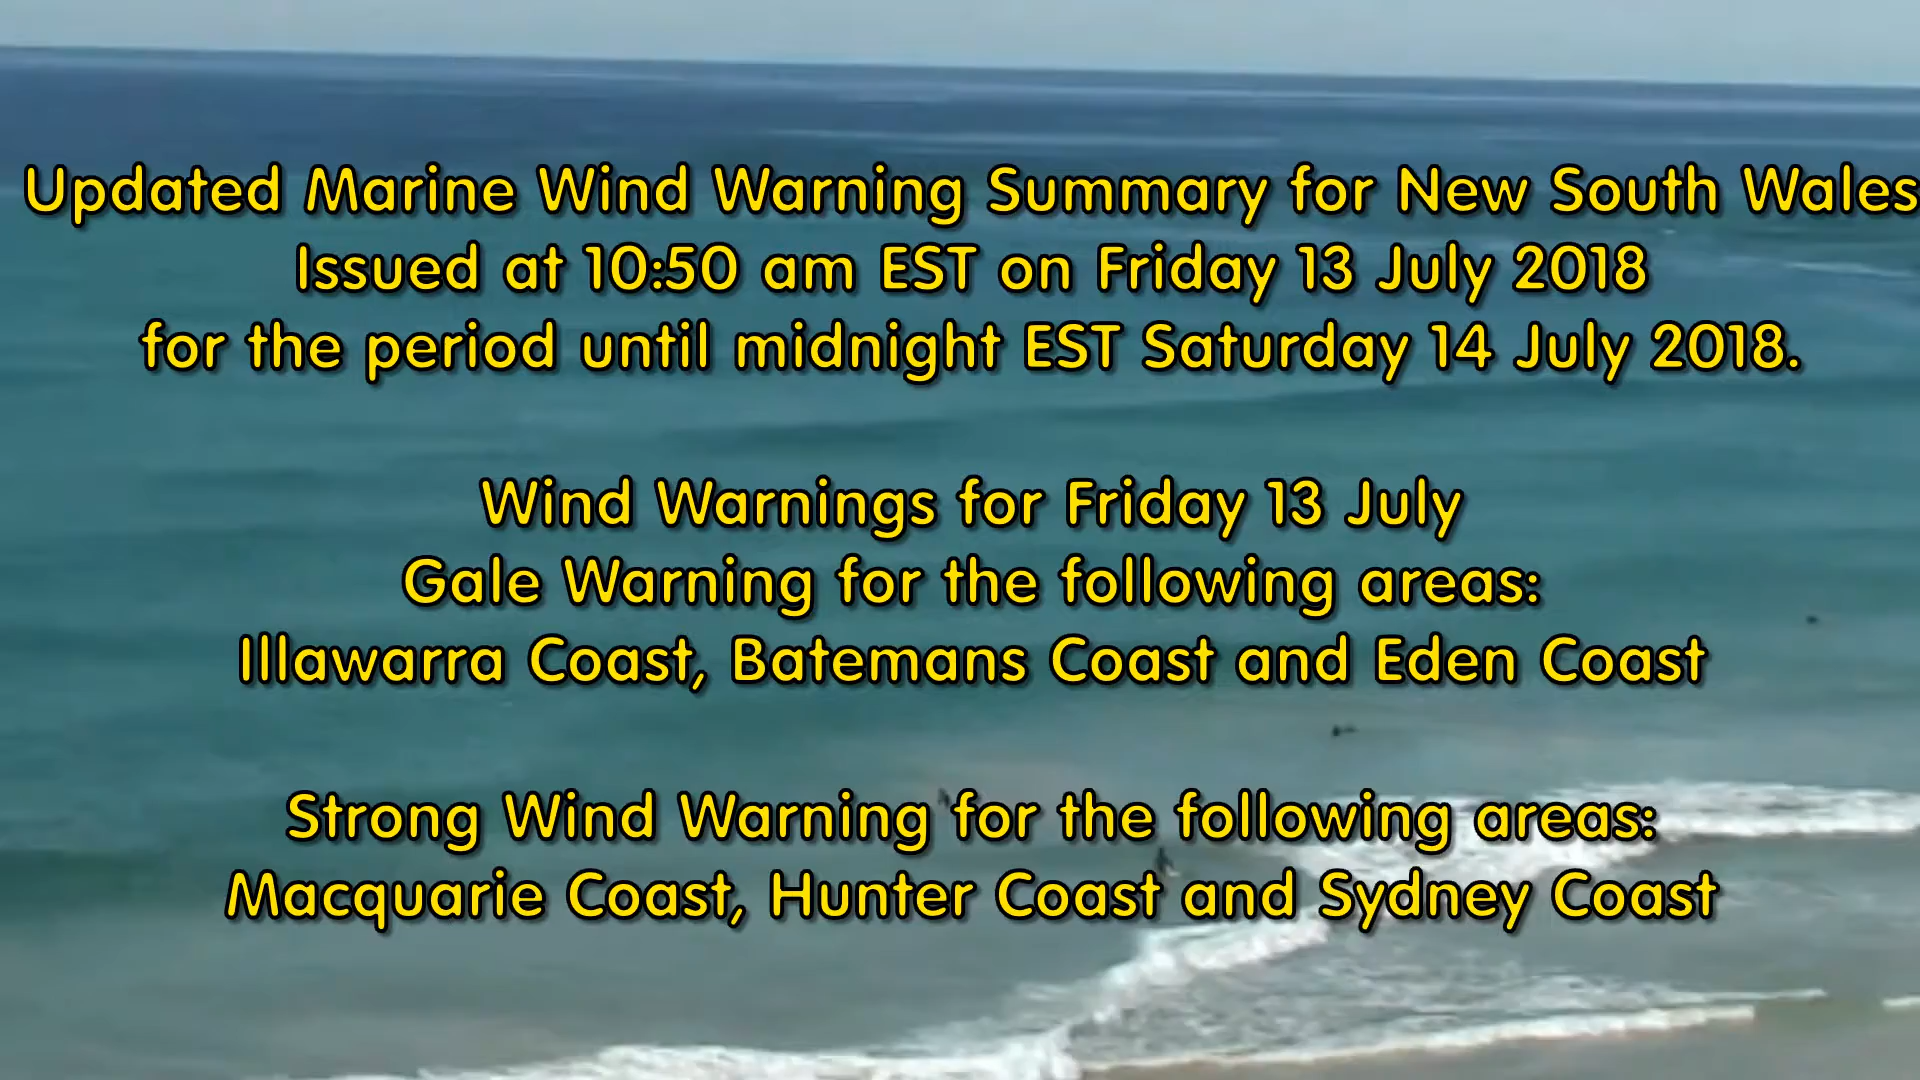 Updated Marine Wind Warning Summary for New South Wales
Issued at 10:50 am EST on Friday 13 July 2018
for the period until midnight EST Saturday 14 July 2018.
Wind Warnings for Friday 13 July
Gale Warning for the following areas:
Illawarra Coast, Batemans Coast and Eden Coast
Strong Wind Warning for the following areas:
Macquarie Coast, Hunter Coast and Sydney Coast